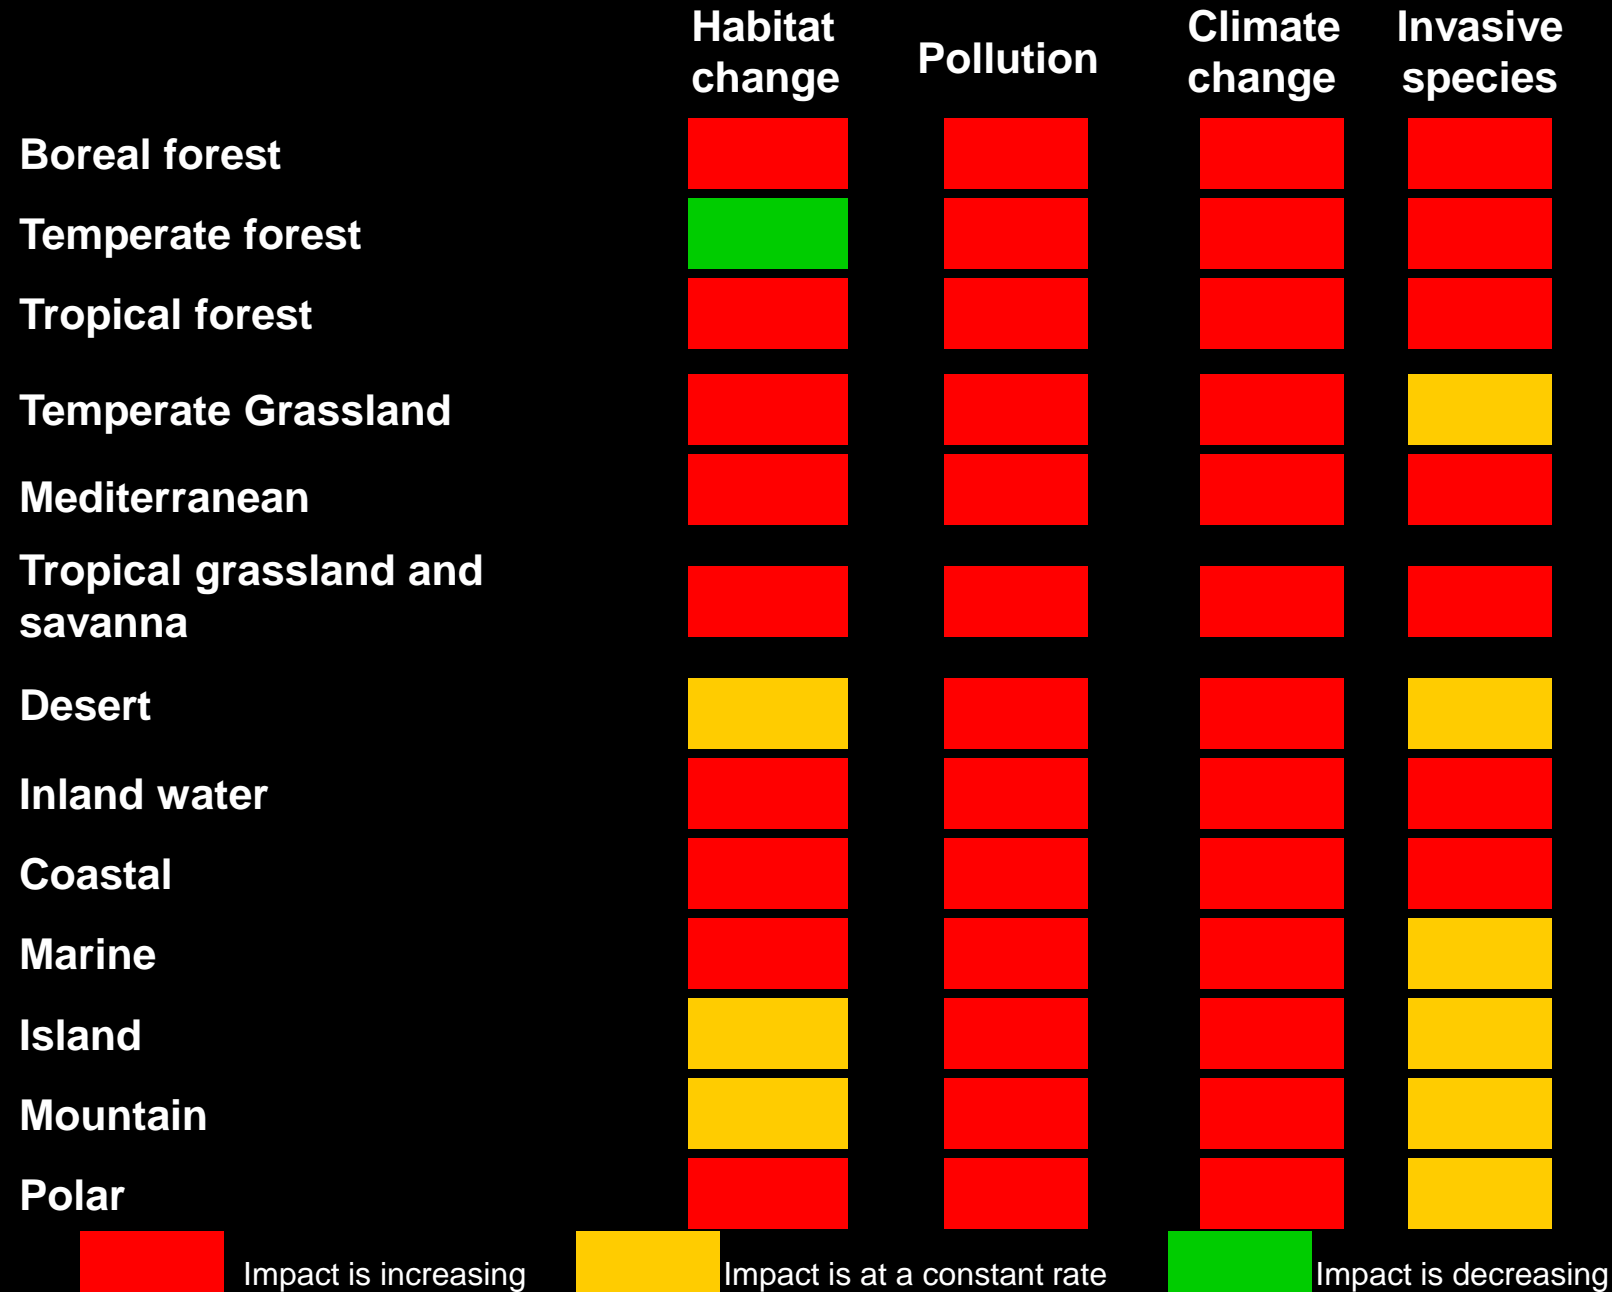 Habitat
change
Pollution
Climate
change
Invasive
species
Boreal forest
Temperate forest
Tropical forest
Temperate Grassland
Mediterranean
Tropical grassland and
savanna
Desert
Inland water
Coastal
Marine
Island
Mountain
Polar
Impact is increasing
Impact is at a constant rate
Impact is decreasing